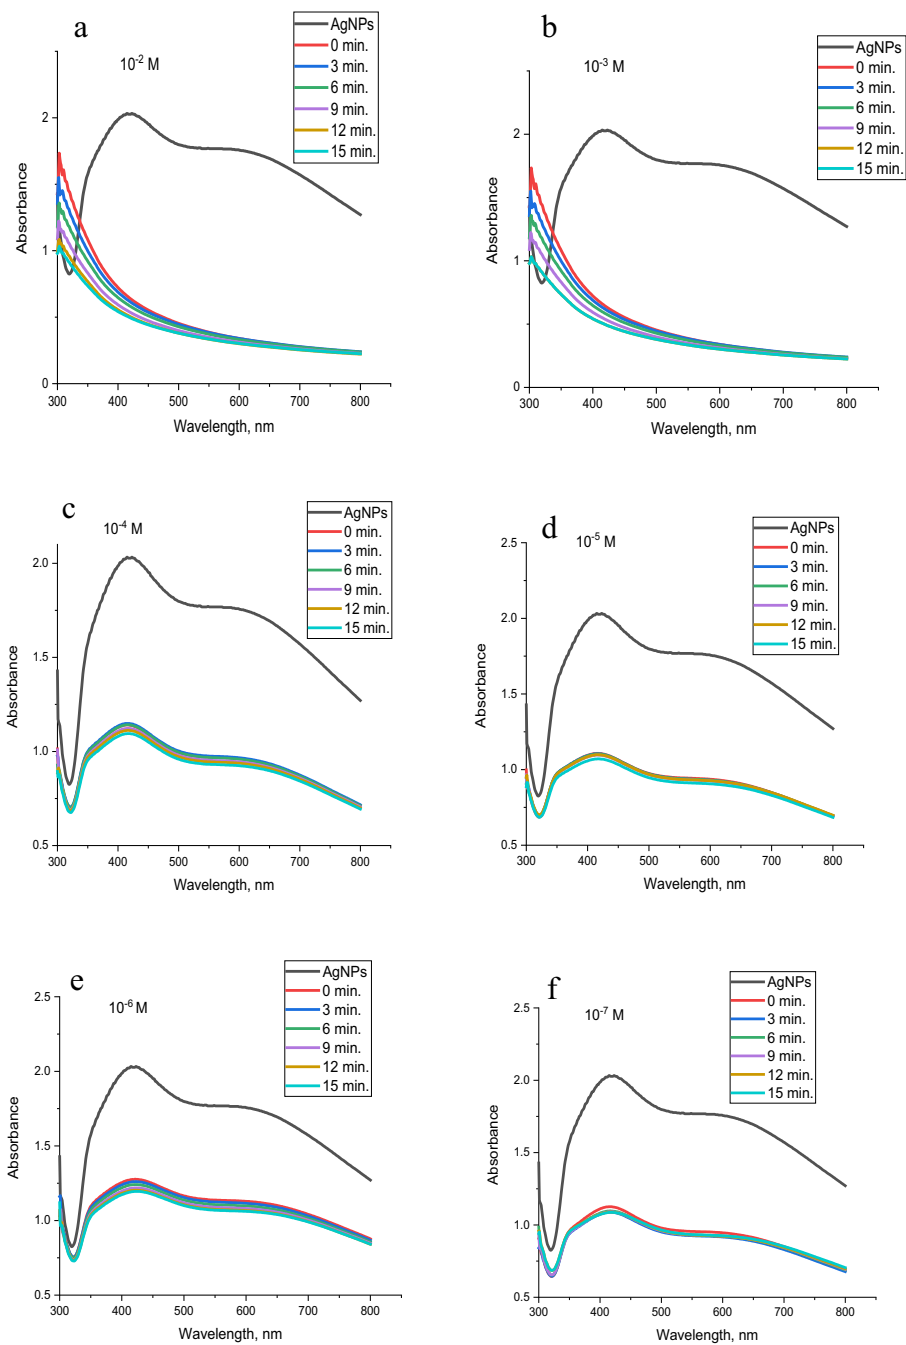 a
10-2 M
AgNPs
0 min.
3 min.
6 min.
9 min.
12 min.
15 min.
2
1
0
300 400 500 600 700 800
Absorbance
Wavelength, nm
b
10-3 M
AgNPs
0 min.
3 min.
6 min.
9 min.
12 min.
15 min.
2
1
0
300 400 500 600 700 800
Absorbance
Wavelength, nm
c
10-4 M
AgNPs
0 min.
3 min.
6 min.
9 min.
12 min.
15 min.
2.0
1.5
1.0
0.5
300 400 500 600 700 800
Absorbance
Wavelength, nm
d
10-5 M
AgNPs
0 min.
3 min.
6 min.
9 min.
12 min.
15 min.
2.5
2.0
1.5
1.0
0.5
300 400 500 600 700 800
Absorbance
Wavelength, nm
e
10-6 M
AgNPs
0 min.
3 min.
6 min.
9 min.
12 min.
15 min.
2.5
2.0
1.5
1.0
0.5
300 400 500 600 700 800
Absorbance
Wavelength, nm
f
10-7 M
AgNPs
0 min.
3 min.
6 min.
9 min.
12 min.
15 min.
2.5
2.0
1.5
1.0
0.5
300 400 500 600 700 800
Absorbance
Wavelength, nm